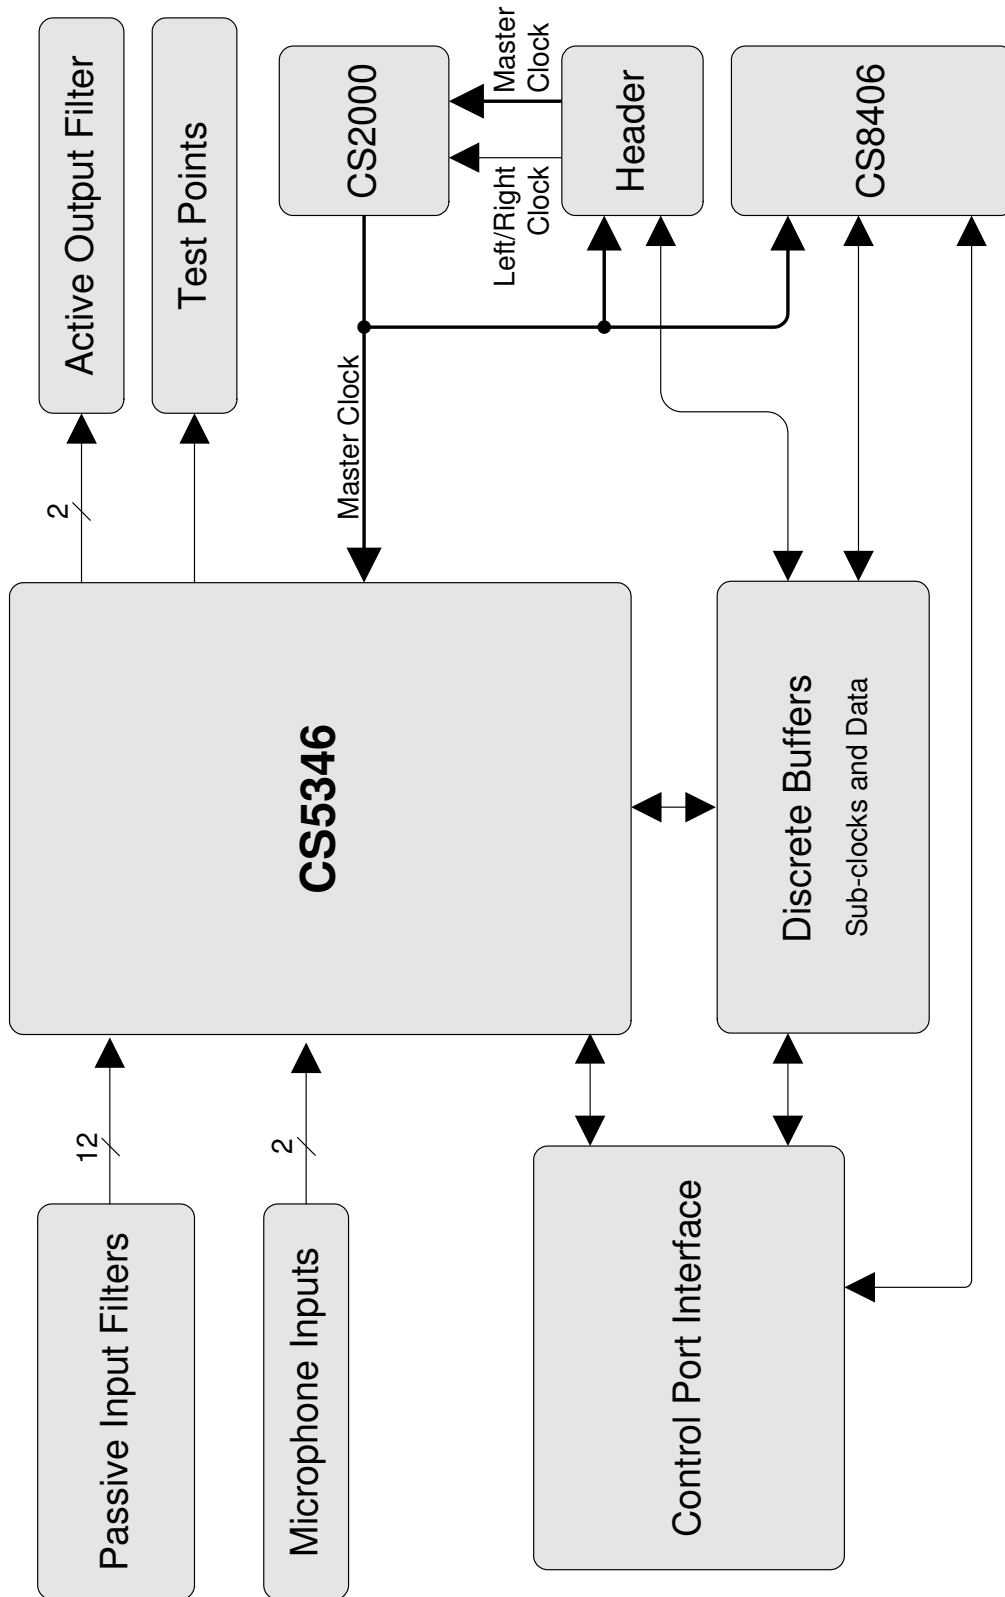 Passive Input Filters
12
Microphone Inputs
2
Control Port Interface
CS5346
Discrete Buffers
Sub-clocks and Data
2
Active Output Filter
Test Points
Master Clock
CS2000
Master
Clock
Left/Right
Clock
Header
CS8406